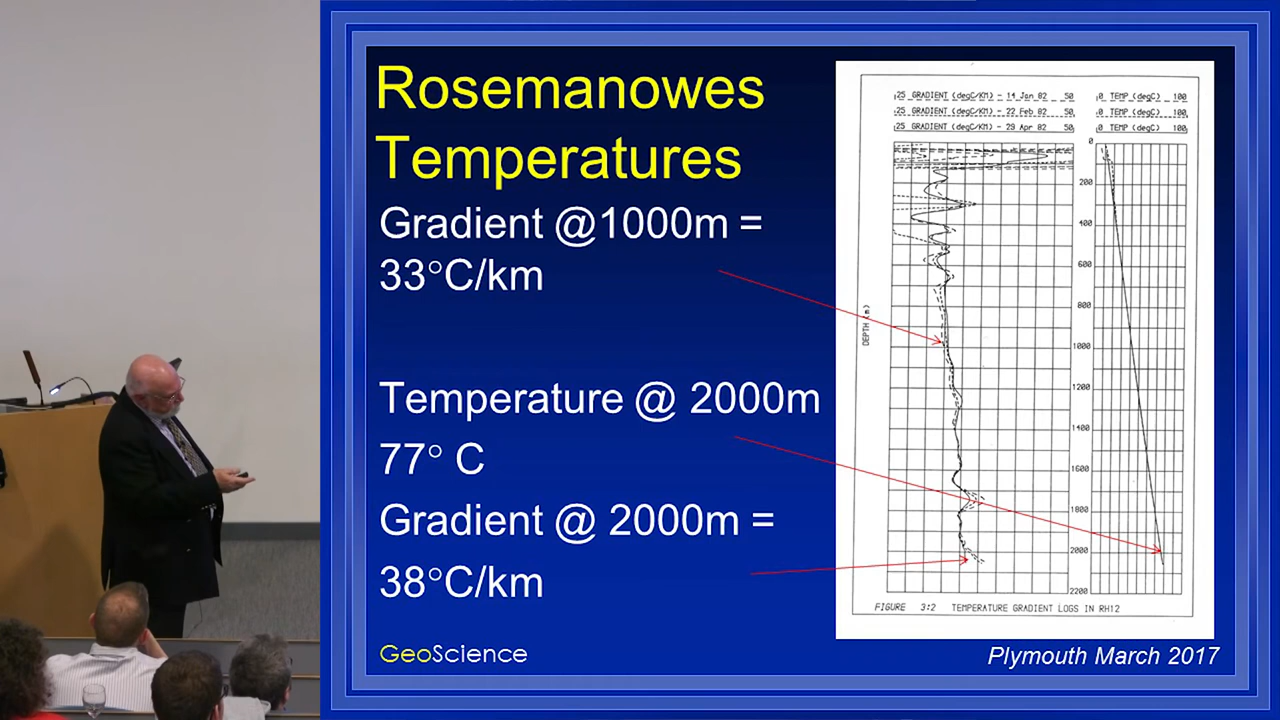 Rosemanowes
Temperatures
Gradient @1000m =
33°C/km
Temperature @ 2000m
77° C
Gradient @ 2000m =
38°C/km
GeoScience
Plymouth March 2017
25 GRADIENT (degC/KM) - 14 Jan 82 50
0 TEMP (degC) 100
25 GRADIENT (degC/KM) - 22 Feb 82 50
0 TEMP (degC) 100
25 GRADIENT (degC/KM) - 29 Apr 82 50
0 TEMP (degC) 100
0
200
400
600
800
1000
1200
1400
1600
1800
2000
2200
DEPTH (m)
FIGURE 3:2 TEMPERATURE GRADIENT LOGS IN RH12